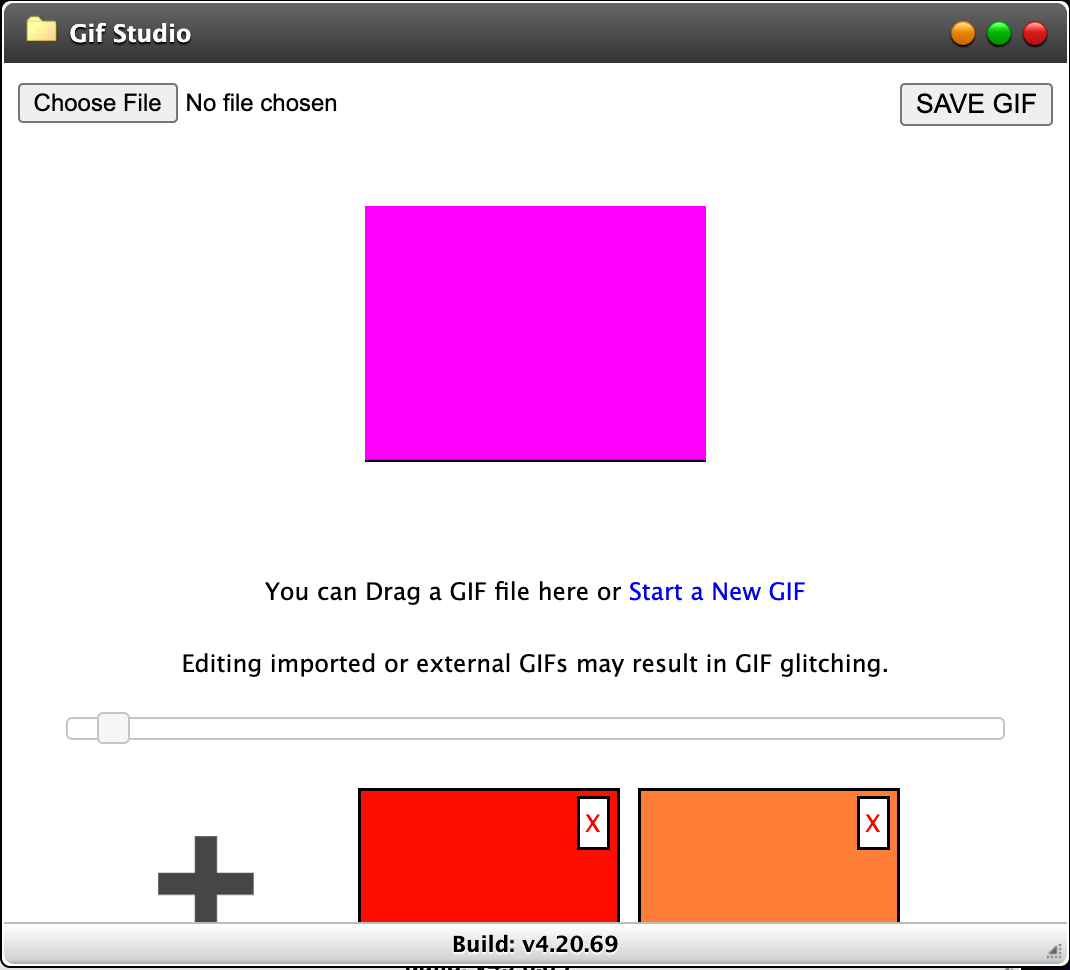 Gif Studio
Choose File No file chosen
SAVE GIF
You can Drag a GIF file here or Start a New GIF
Editing imported or external GIFs may result in GIF glitching.
X X
Build: v4.20.69